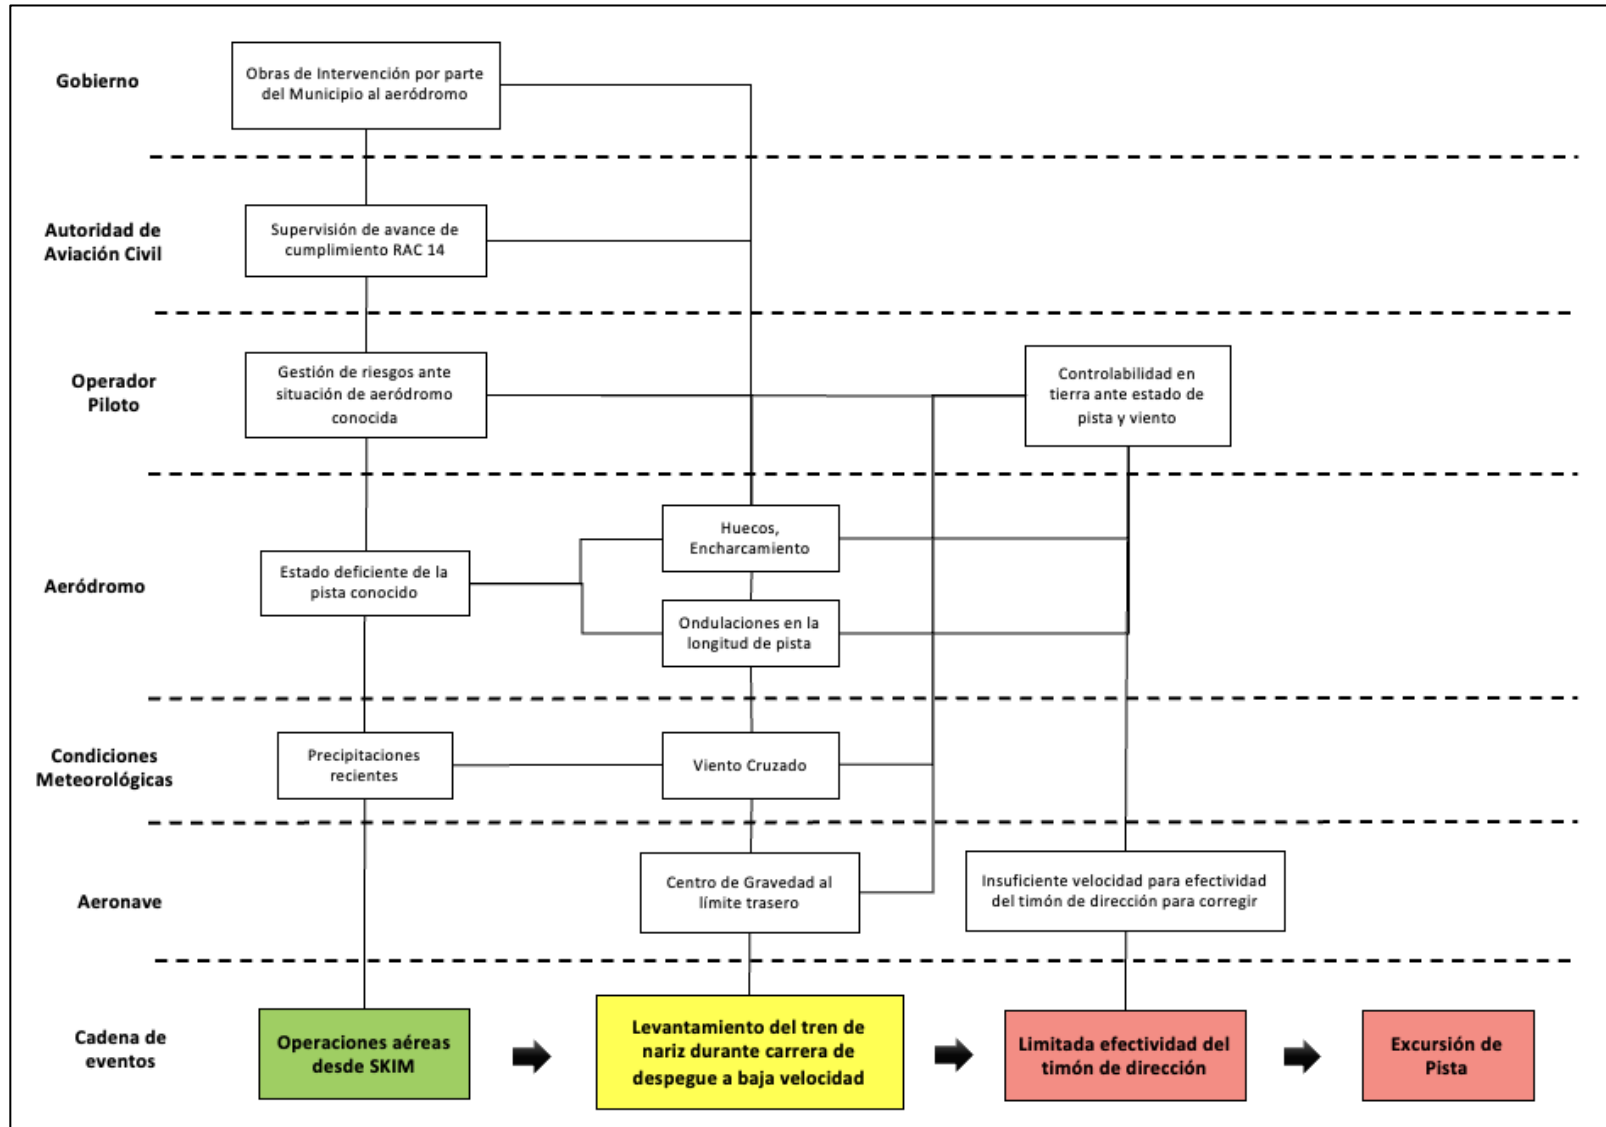 Gobierno
Obras de Intervención por parte
del Municipio al aeródromo
Autoridad de
Aviación Civil
Supervisión de avance de
cumplimiento RAC 14
Operador
Piloto
Gestión de riesgos ante
situación de aeródromo
conocida
Controlabilidad en
tierra ante estado de
pista y viento
Aeródromo
Estado deficiente de la
pista conocido
Huecos,
Encharcamiento
Ondulaciones en la
longitud de pista
Condiciones
Meteorológicas
Precipitaciones
recientes
Viento Cruzado
Aeronave
Centro de Gravedad al
límite trasero
Insuficiente velocidad para efectividad
del timón de dirección para corregir
Cadena de
eventos
Operaciones aéreas
desde SKIM
Levantamiento del tren de
nariz durante carrera de
despegue a baja velocidad
Limitada efectividad del
timón de dirección
Excursión de
Pista